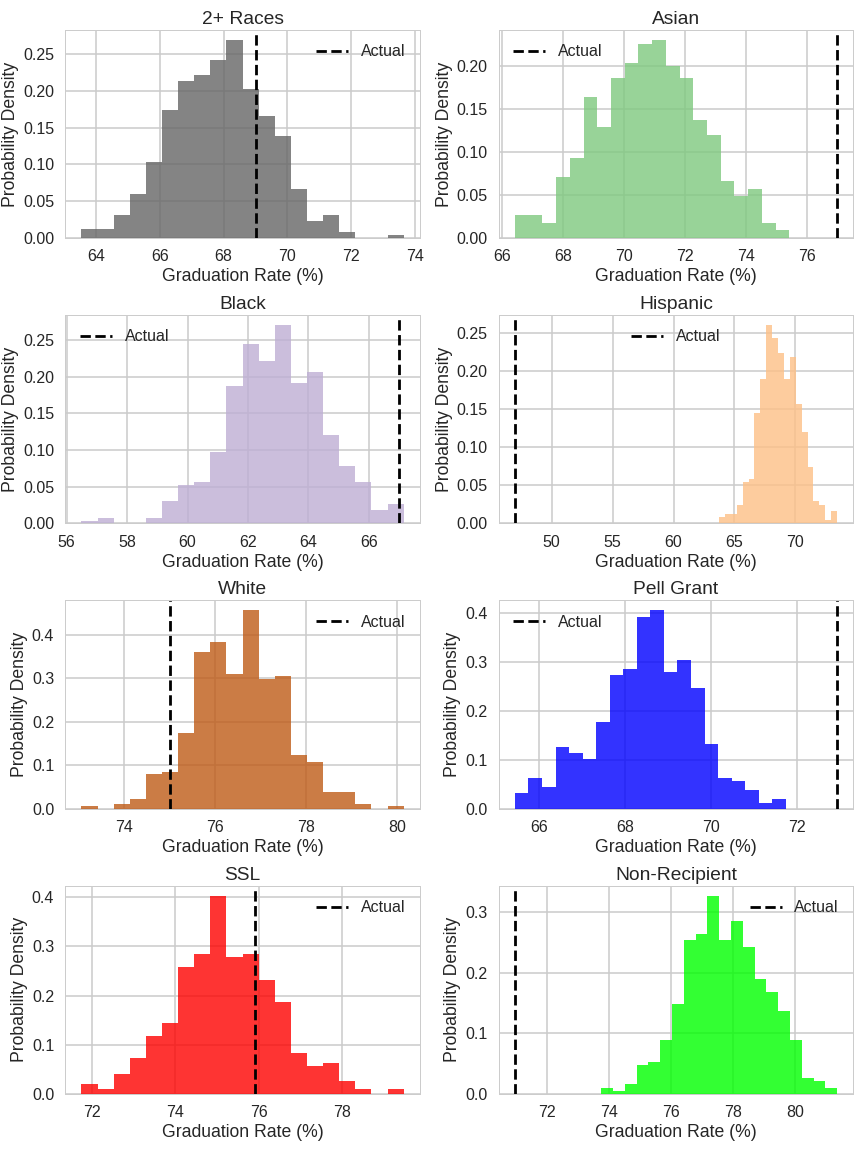 2+ Races
Asian
Probability Density
0.25
0.20
0.15
0.10
0.05
0.00
Actual
64
66
68
70
72
74
Graduation Rate (%)
Probability Density
0.20
0.15
0.10
0.05
0.00
Actual
66
68
70
72
74
76
Graduation Rate (%)
Black
Hispanic
Probability Density
0.25
0.20
0.15
0.10
0.05
0.00
Actual
56
58
60
62
64
66
Graduation Rate (%)
Probability Density
0.25
0.20
0.15
0.10
0.05
0.00
Actual
50
55
60
65
70
Graduation Rate (%)
White
Pell Grant
Probability Density
0.4
0.3
0.2
0.1
0.0
Actual
74
76
78
80
Graduation Rate (%)
Probability Density
0.4
0.3
0.2
0.1
0.0
Actual
66
68
70
72
Graduation Rate (%)
SSL
Non-Recipient
Probability Density
0.4
0.3
0.2
0.1
0.0
Actual
72
74
76
78
Graduation Rate (%)
Probability Density
0.3
0.2
0.1
0.0
Actual
72
74
76
78
80
Graduation Rate (%)